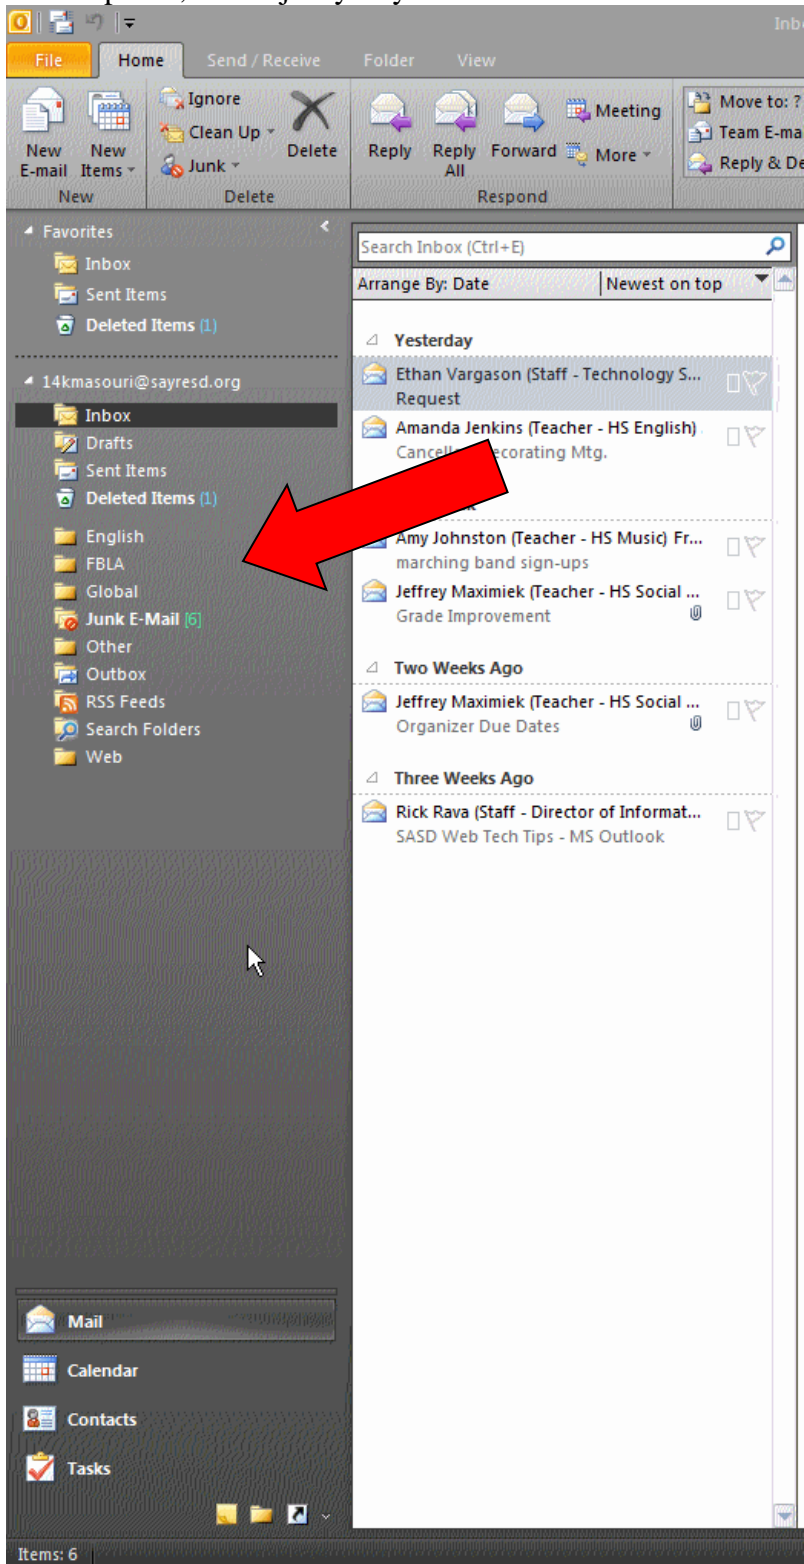 Inb
File Home Send / Receive Folder View
Ignore
Clean Up
Junk
New E-mail
New Items
Delete
Reply
Reply All
Forward
Meeting
More
Move to: ?
Team E-ma
Reply & De
New Delete Respond
Favorites
Inbox
Sent Items
Deleted Items (1)
14kmasouri@sayresd.org
Inbox
Drafts
Sent Items
Deleted Items (1)
English
FBLA
Global
Junk E-Mail [6]
Other
Outbox
RSS Feeds
Search Folders
Web
Mail
Calendar
Contacts
Tasks
Items: 6
Search Inbox (Ctrl+E)
Arrange By: Date Newest on top
Yesterday
Ethan Vargason (Staff - Technology S...
Request
Amanda Jenkins (Teacher - HS English)
Mtg.
Amy Johnston (Teacher - HS Music) Fr...
marching band sign-ups
Jeffrey Maximiek (Teacher - HS Social ...
Grade Improvement
Two Weeks Ago
Jeffrey Maximiek (Teacher - HS Social ...
Organizer Due Dates
Three Weeks Ago
Rick Rava (Staff - Director of Informat...
SASD Web Tech Tips - MS Outlook